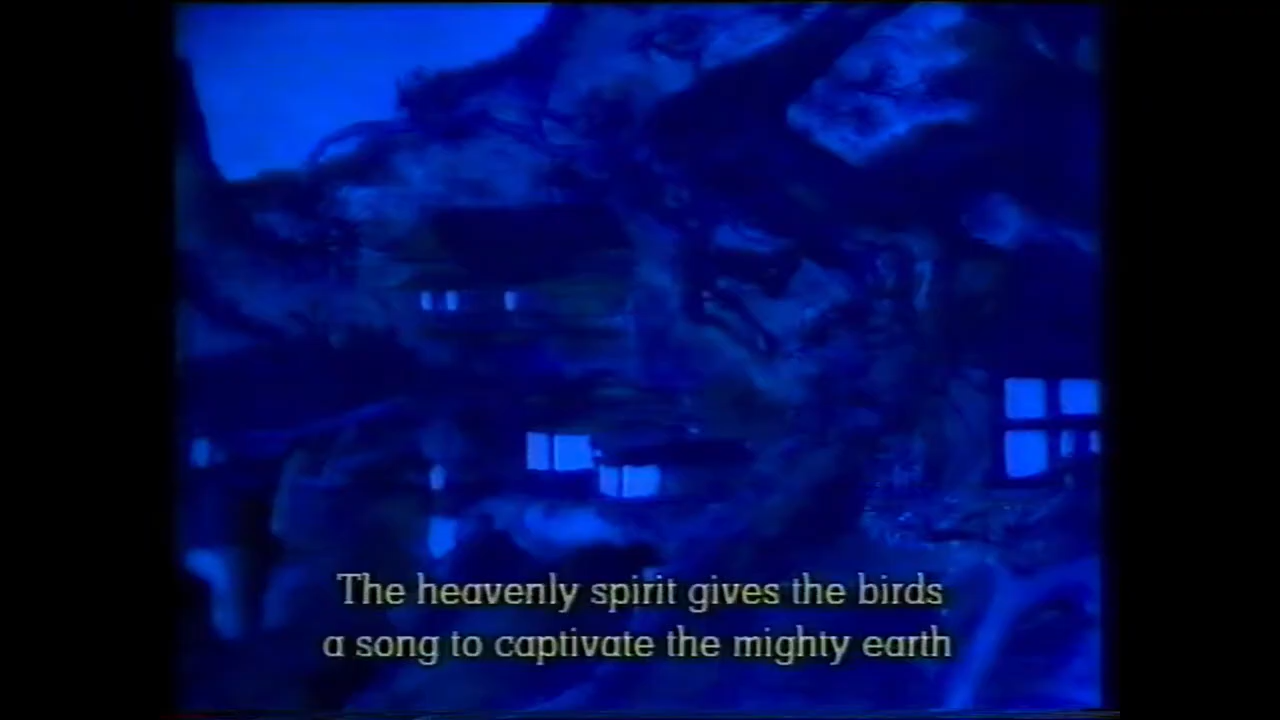 The heavenly spirit gives the birds
a song to captivate the mighty earth